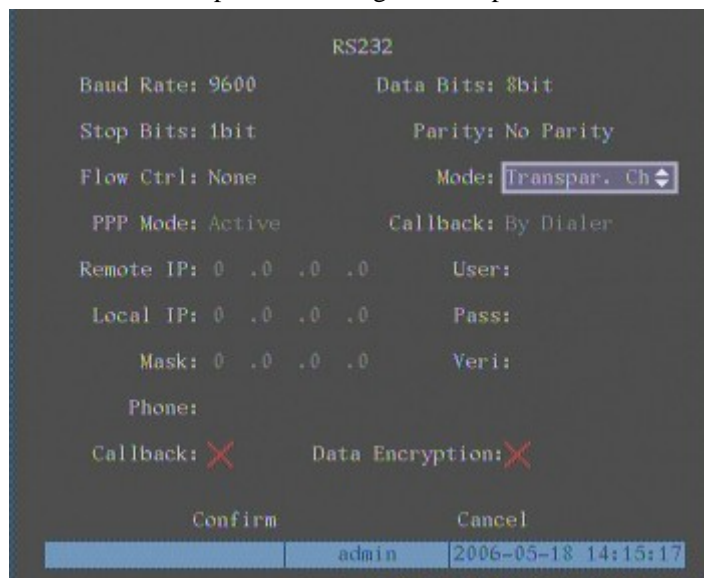 RS232
Baud Rate: 9600 Data Bits: 8bit
Stop Bits: 1bit Parity: No Parity
Flow Ctrl: None Mode: Transpar. Ch
PPP Mode: Active Callback: By Dialer
Remote IP: 0 .0 .0 .0 User:
Local IP: 0 .0 .0 .0 Pass:
Mask: 0 .0 .0 .0 Veri:
Phone:
Callback: Data Encryption:
Confirm Cancel
admin 2006-05-18 14:15:17